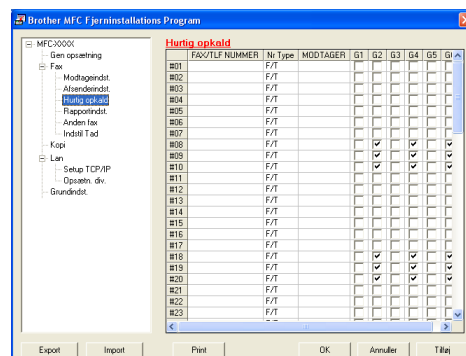 Brother MFC Fjerninstallations Program
MFC-XXXX
Gen opsætning
Fax
Modtageindst.
Afsenderindst.
Hurtig opkald
Rapportindst.
Anden fax
Indstil Tad
Kopi
Lan
Setup TCP/IP
Opsætn. div.
Grundindst.
Hurtig opkald
FAX/TLF NUMMER Nr Type MODTAGER G1 G2 G3 G4 G5 G6
#01 F/T
#02 F/T
#03 F/T
#04 F/T
#05 F/T
#06 F/T
#07 F/T
#08 F/T
#09 F/T
#10 F/T
#11 F/T
#12 F/T
#13 F/T
#14 F/T
#15 F/T
#16 F/T
#17 F/T
#18 F/T
#19 F/T
#20 F/T
#21 F/T
#22 F/T
#23 F/T
Export Import Print OK Annuller Tilføj